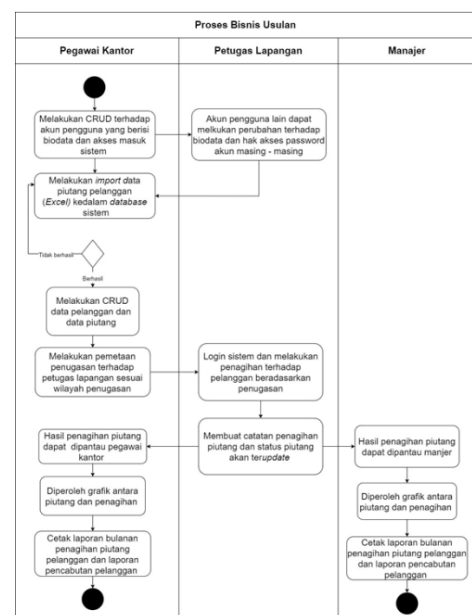 Proses Bisnis Usulan
Pegawai Kantor
Petugas Lapangan
Manajer
Melakukan CRUD terhadap
akun pengguna yang berisi
biodata dan akses masuk
sistem
Akun pengguna lain dapat
melkukan perubahan terhadap
biodata dan hak akses password
akun masing - masing
Melakukan import data
piutang pelanggan
(Excel) kedalam database
sistem
Tidak berhasil
Berhasil
Melakukan CRUD
data pelanggan dan
data piutang
Melakukan pemetaan
penugasan terhadap
petugas lapangan sesuai
wilayah penugasan
Login sistem dan melakukan
penagihan terhadap
pelanggan beradasarkan
penugasan
Hasil penagihan piutang
dapat dipantau pegawai
kantor
Membuat catatan penagihan
piutang dan status piutang
akan terupdate
Hasil penagihan piutang
dapat dipantau manjer
Diperoleh grafik antara
piutang dan penagihan
Diperoleh grafik antara
piutang dan penagihan
Cetak laporan bulanan
penagihan piutang
pelanggan dan laporan
pencabutan pelanggan
Cetak laporan bulanan
penagihan piutang pelanggan
dan laporan pencabutan
pelanggan